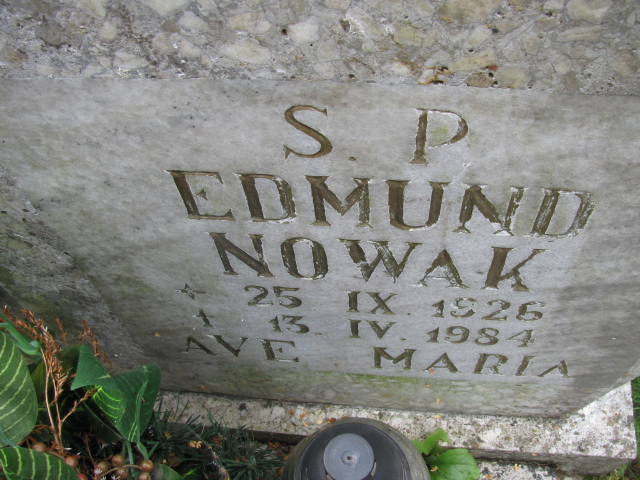 S P
EDMUND
NOWAK
* 25 IX 1926
† 13. IV. 1984
AVE MARIA